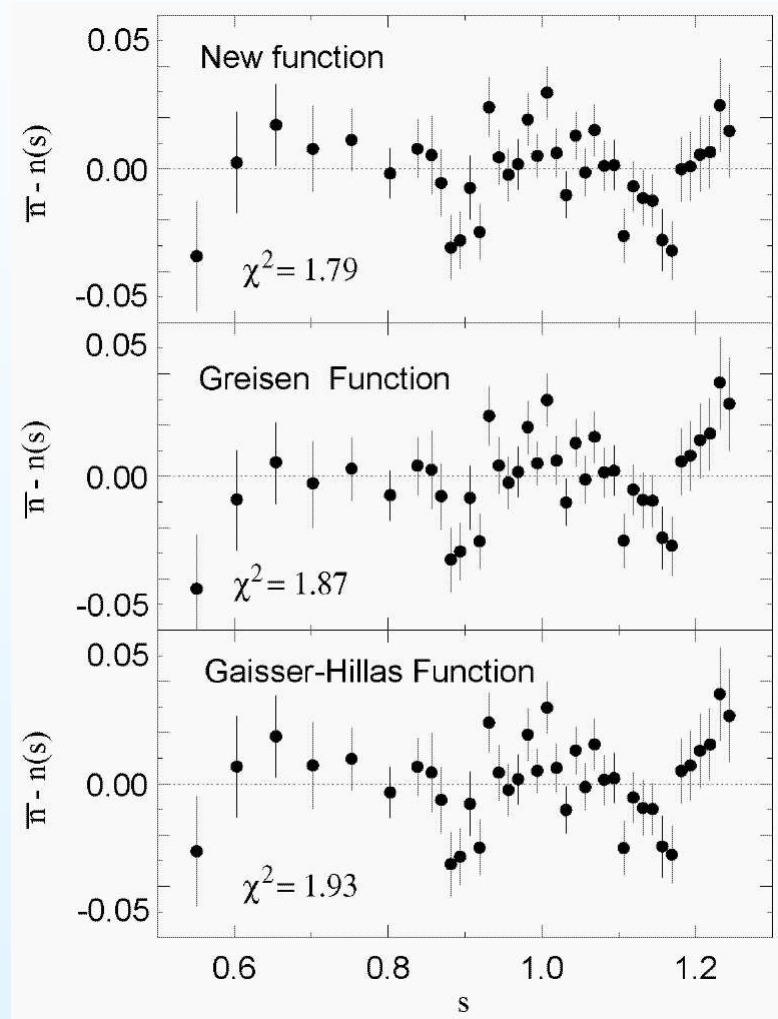 0.05
New function
0.00
n̅ - n(s)
χ² = 1.79
-0.05
0.05
Greisen Function
0.00
n̅ - n(s)
χ² = 1.87
-0.05
0.05
Gaisser-Hillas Function
0.00
n̅ - n(s)
χ² = 1.93
-0.05
0.6 0.8 1.0 1.2
s